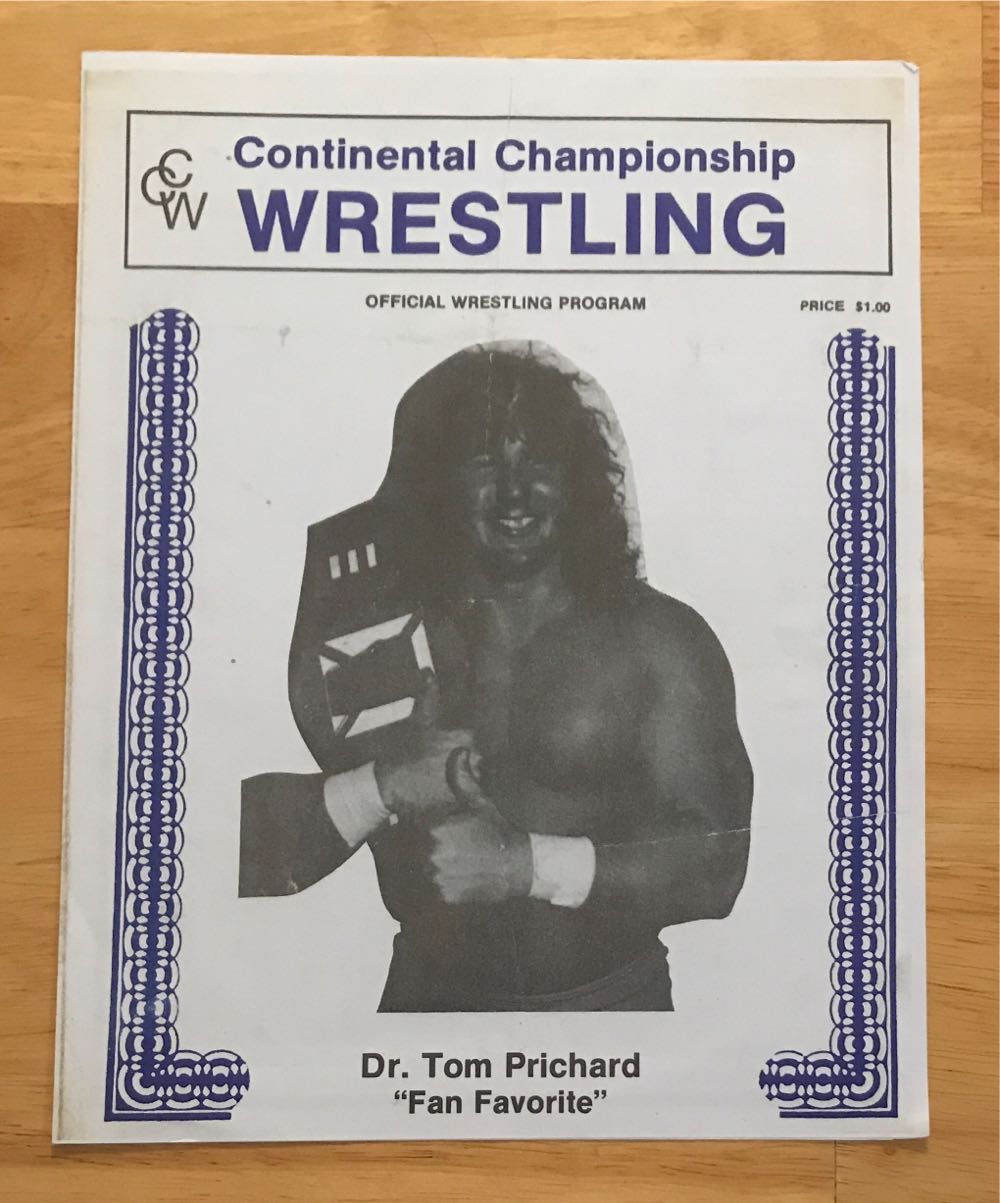 CCW
Continental Championship
WRESTLING
OFFICIAL WRESTLING PROGRAM
PRICE $1.00
Dr. Tom Prichard
“Fan Favorite”